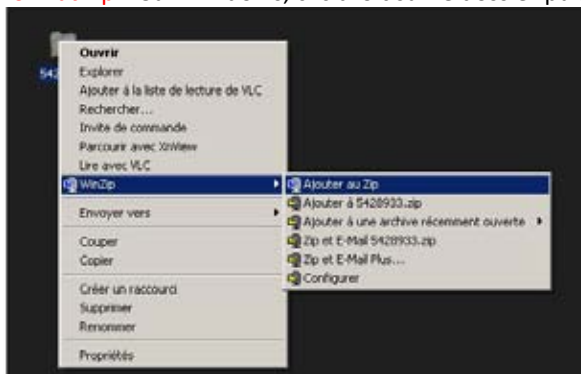 542
Ouvrir
Explorer
Ajouter à la liste de lecture de VLC
Rechercher...
Invite de commande
Parcourir avec XnView
Lire avec VLC
WinZip
Envoyer vers
Couper
Copier
Créer un raccourci
Supprimer
Renommer
Propriétés
Ajouter au Zip
Ajouter à 5428933.zip
Ajouter à une archive récemment ouverte
Zip et E-Mail 5428933.zip
Zip et E-Mail Plus...
Configurer